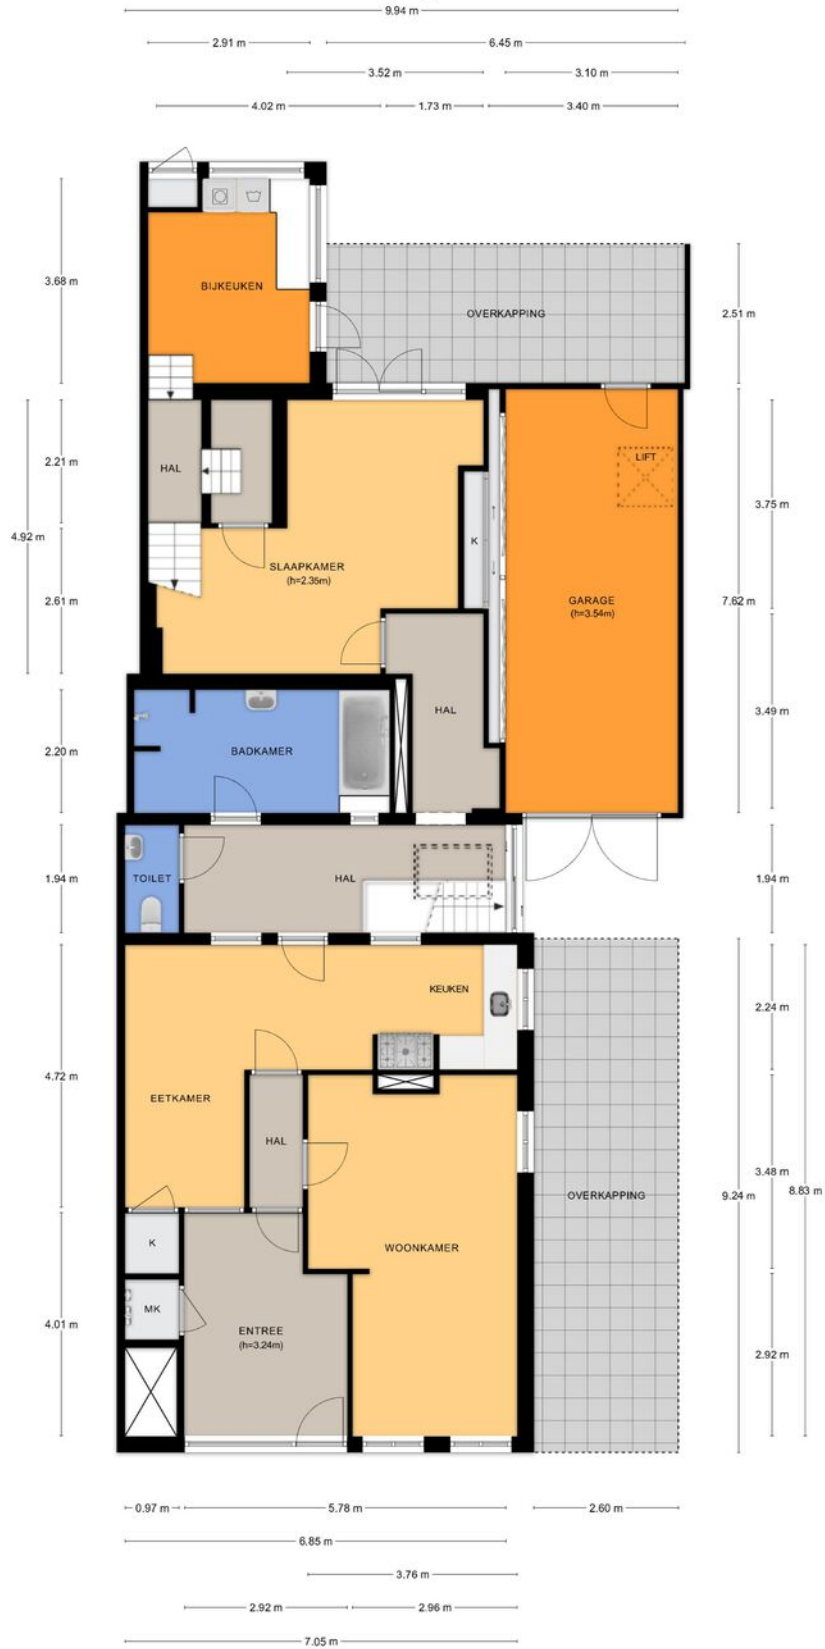 9.94 m
2.91 m
6.45 m
3.52 m
3.10 m
4.02 m
1.73 m
3.40 m
3.68 m
BIJKEUKEN
OVERKAPPING
2.51 m
2.21 m
HAL
LIFT
3.75 m
4.92 m
K
SLAAPKAMER
(h=2.35m)
2.61 m
GARAGE
(h=3.54m)
7.62 m
HAL
3.49 m
2.20 m
BADKAMER
1.94 m
TOILET
HAL
1.94 m
KEUKEN
2.24 m
4.72 m
EETKAMER
HAL
3.48 m
8.83 m
OVERKAPPING
9.24 m
K
WOONKAMER
MK
4.01 m
ENTREE
(h=3.24m)
2.92 m
0.97 m
5.78 m
2.60 m
6.85 m
3.76 m
2.92 m
2.96 m
7.05 m